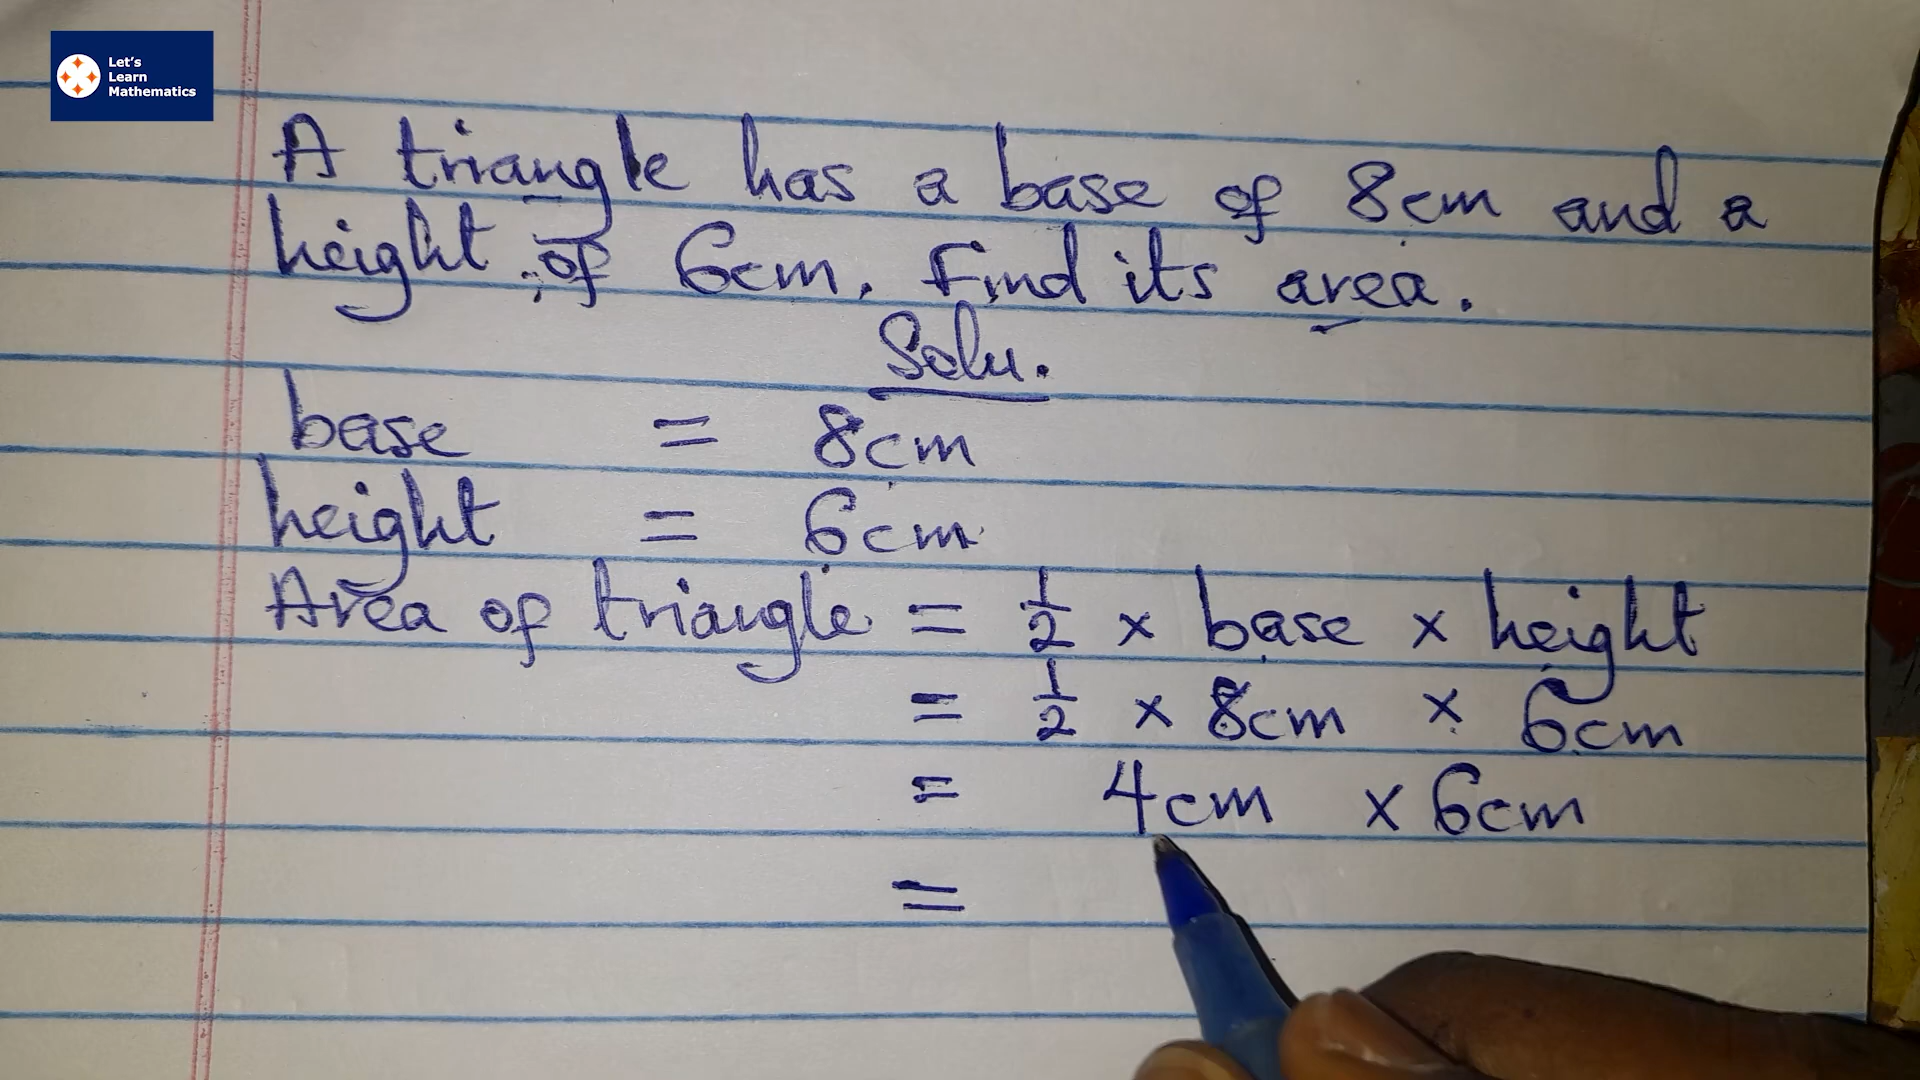 Let's
Learn
Mathematics
A triangle has a base of 8cm and a
height of 6cm. Find its area.
Solu.
base = 8cm
height = 6cm
Area of triangle = 1/2 × base × height
= 1/2 × 8cm × 6cm
= 4cm × 6cm
=